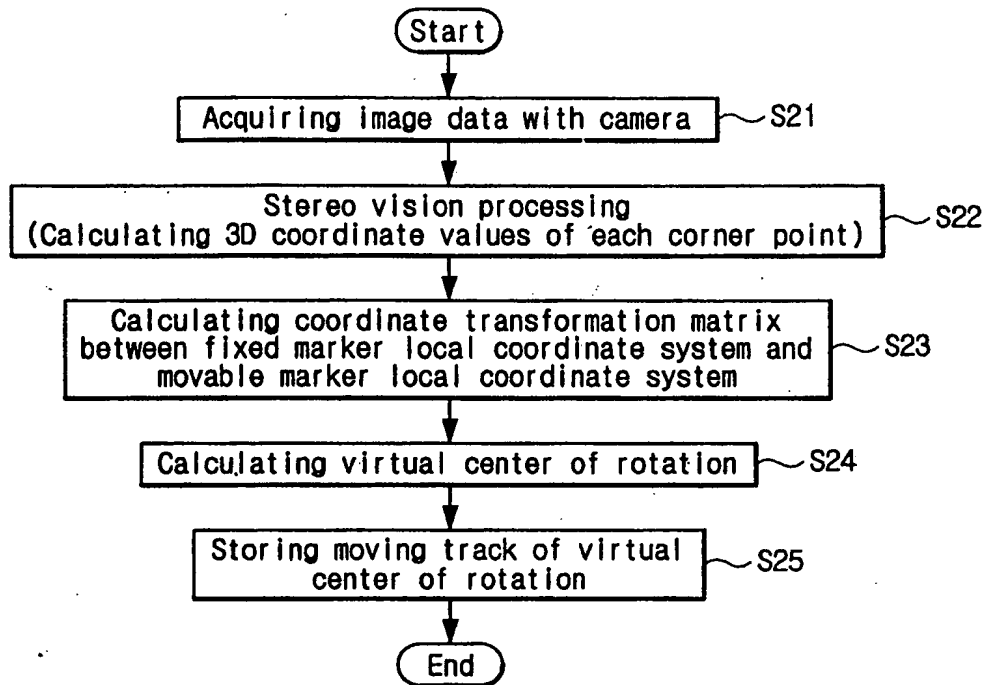 Start
Acquiring image data with camera
S21
Stereo vision processing
(Calculating 3D coordinate values of each corner point)
S22
Calculating coordinate transformation matrix
between fixed marker local coordinate system and
movable marker local coordinate system
S23
Calculating virtual center of rotation
S24
Storing moving track of virtual
center of rotation
S25
End